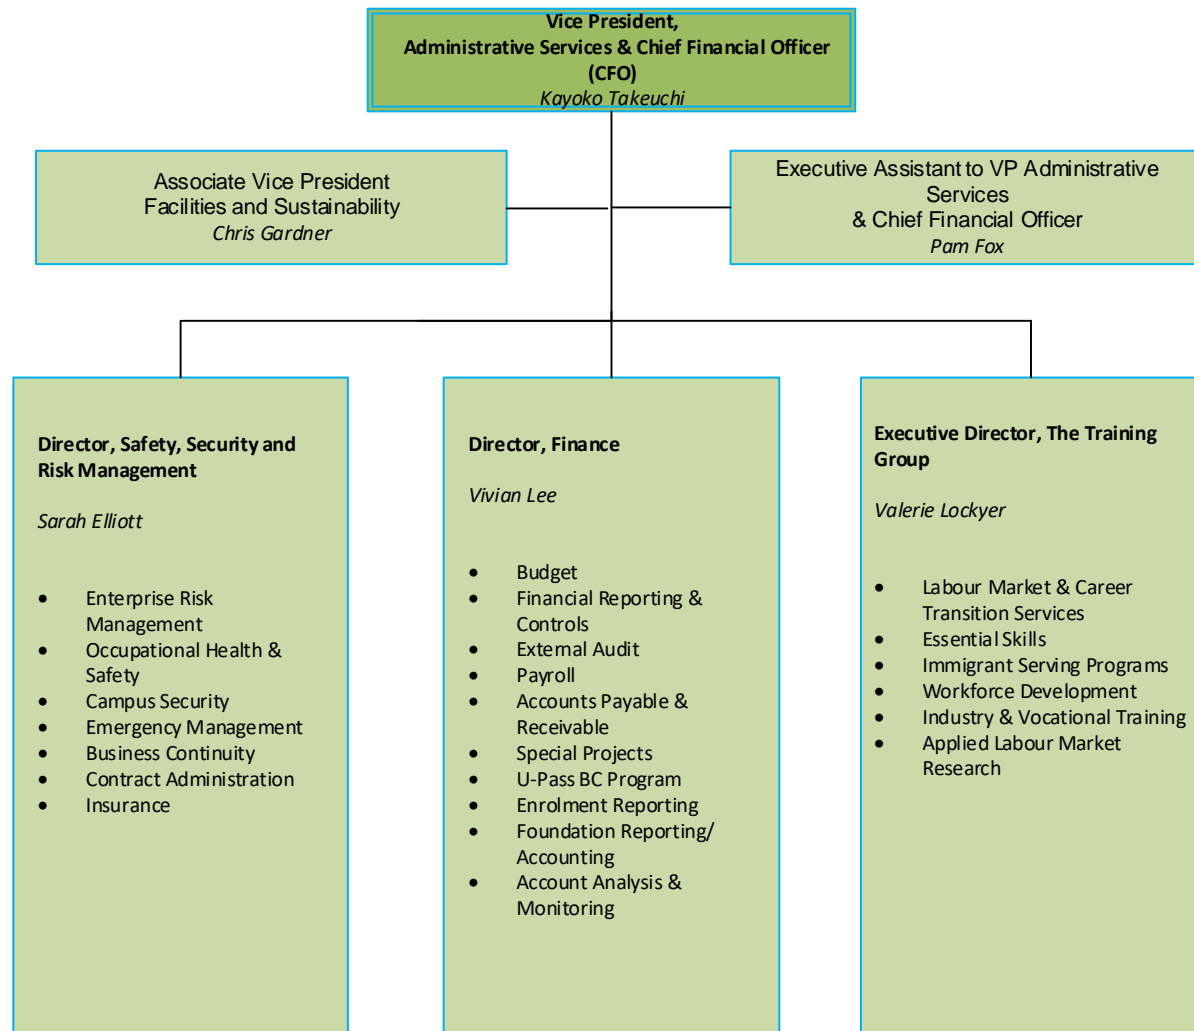 Vice President,
Administrative Services & Chief Financial Officer
(CFO)
Kayoko Takeuchi
Associate Vice President
Facilities and Sustainability
Chris Gardner
Executive Assistant to VP Administrative
Services
& Chief Financial Officer
Pam Fox
Director, Safety, Security and
Risk Management
Sarah Elliott
• Enterprise Risk
Management
• Occupational Health &
Safety
• Campus Security
• Emergency Management
• Business Continuity
• Contract Administration
• Insurance
Director, Finance
Vivian Lee
• Budget
• Financial Reporting &
Controls
• External Audit
• Payroll
• Accounts Payable &
Receivable
• Special Projects
• U-Pass BC Program
• Enrolment Reporting
• Foundation Reporting/
Accounting
• Account Analysis &
Monitoring
Executive Director, The Training
Group
Valerie Lockyer
• Labour Market & Career
Transition Services
• Essential Skills
• Immigrant Serving Programs
• Workforce Development
• Industry & Vocational Training
• Applied Labour Market
Research